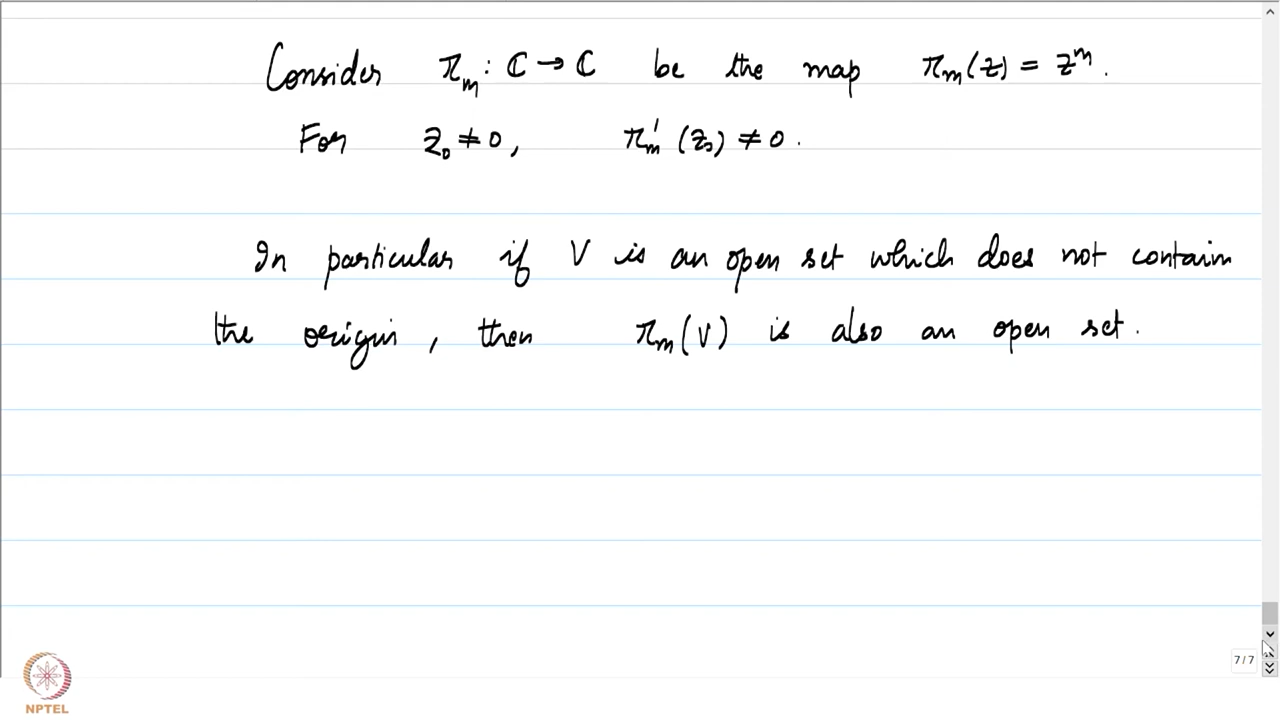 Consider π_m : ℂ → ℂ be the map π_m(z) = z^m.
For z_0 ≠ 0, π_m'(z_0) ≠ 0.
In particular if V is an open set which does not contain
the origin, then π_m(V) is also an open set.
7/7
NPTEL